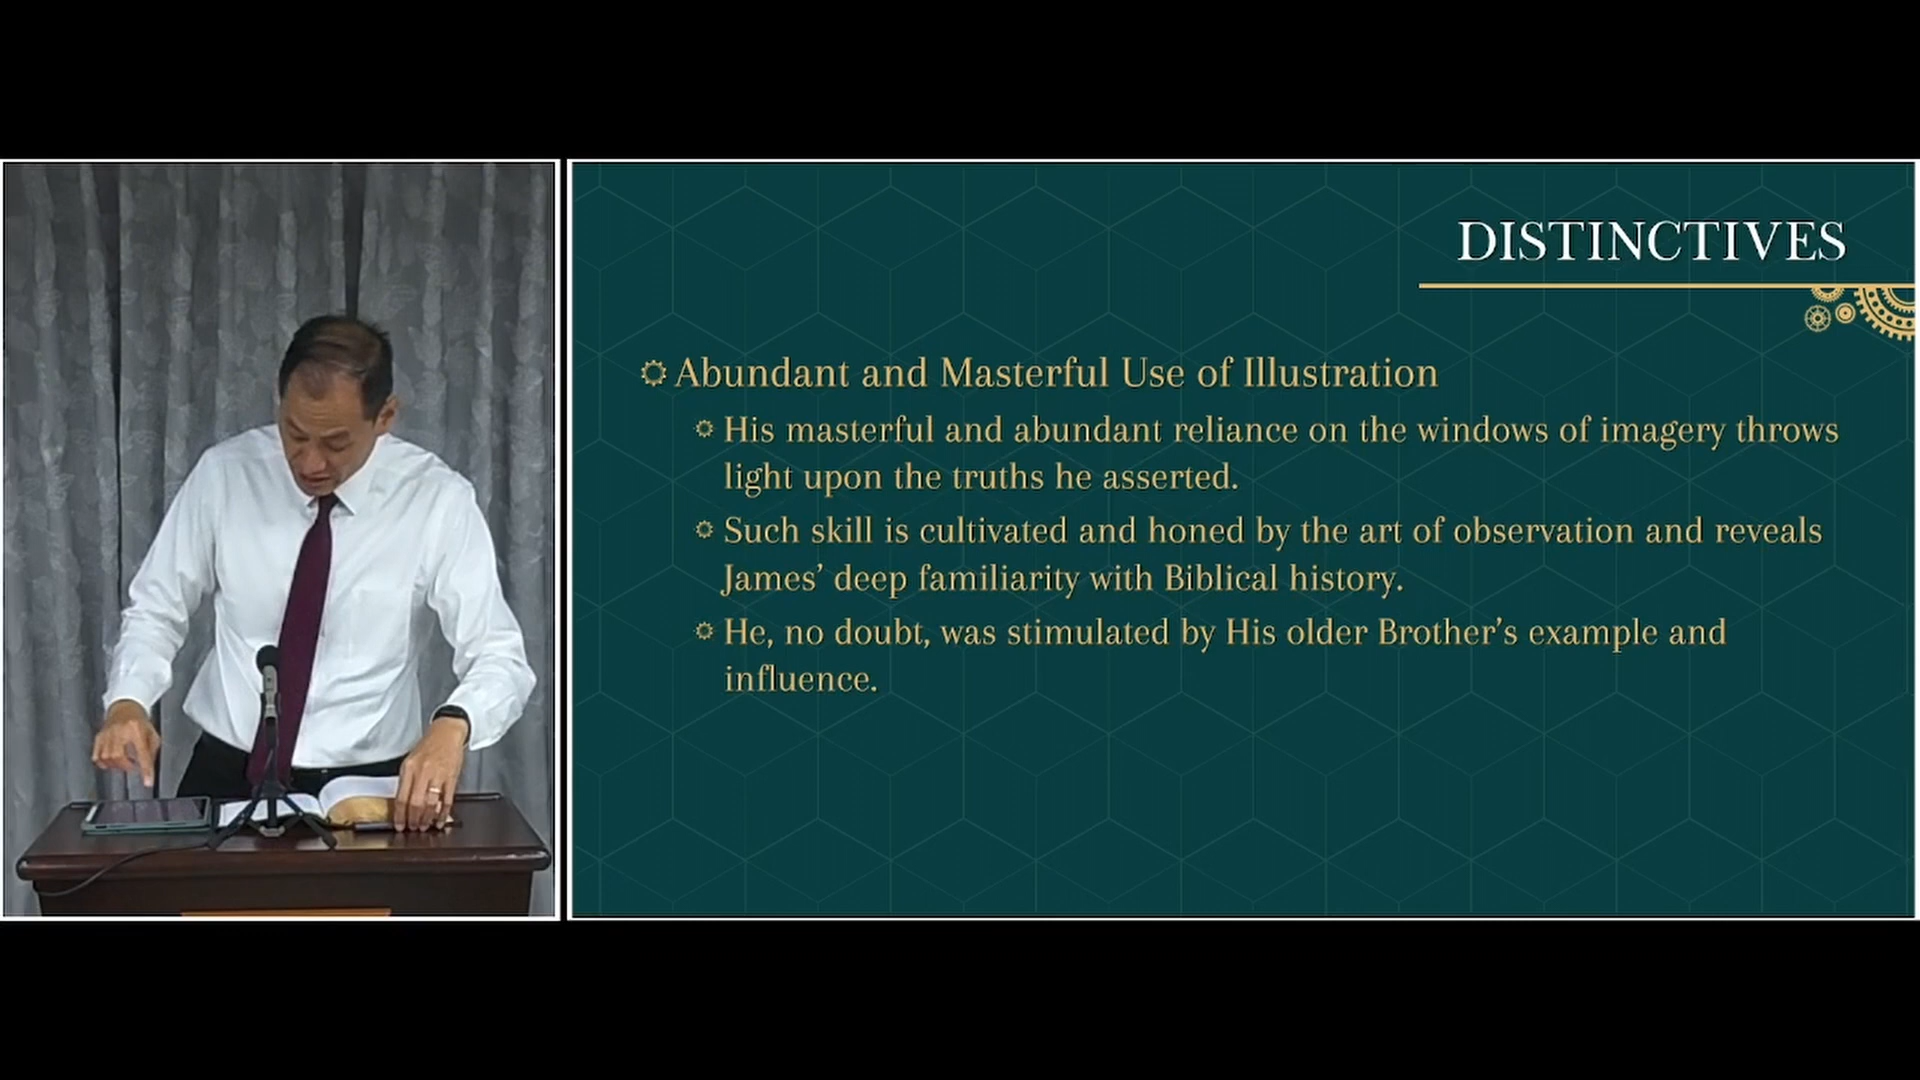 DISTINCTIVES
Abundant and Masterful Use of Illustration
His masterful and abundant reliance on the windows of imagery throws
light upon the truths he asserted.
Such skill is cultivated and honed by the art of observation and reveals
James’ deep familiarity with Biblical history.
He, no doubt, was stimulated by His older Brother’s example and
influence.